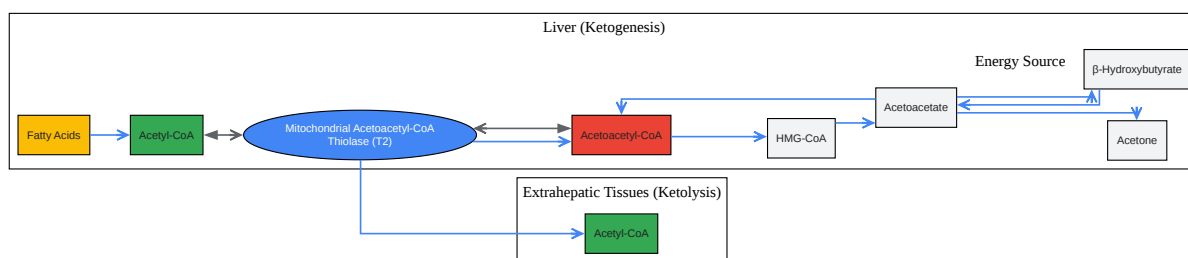 Liver (Ketogenesis)
Energy Source
β-Hydroxybutyrate
Acetoacetate
Fatty Acids
Acetyl-CoA
Mitochondrial Acetoacetyl-CoA
Thiolase (T2)
Acetoacetyl-CoA
HMG-CoA
Acetone
Extrahepatic Tissues (Ketolysis)
Acetyl-CoA